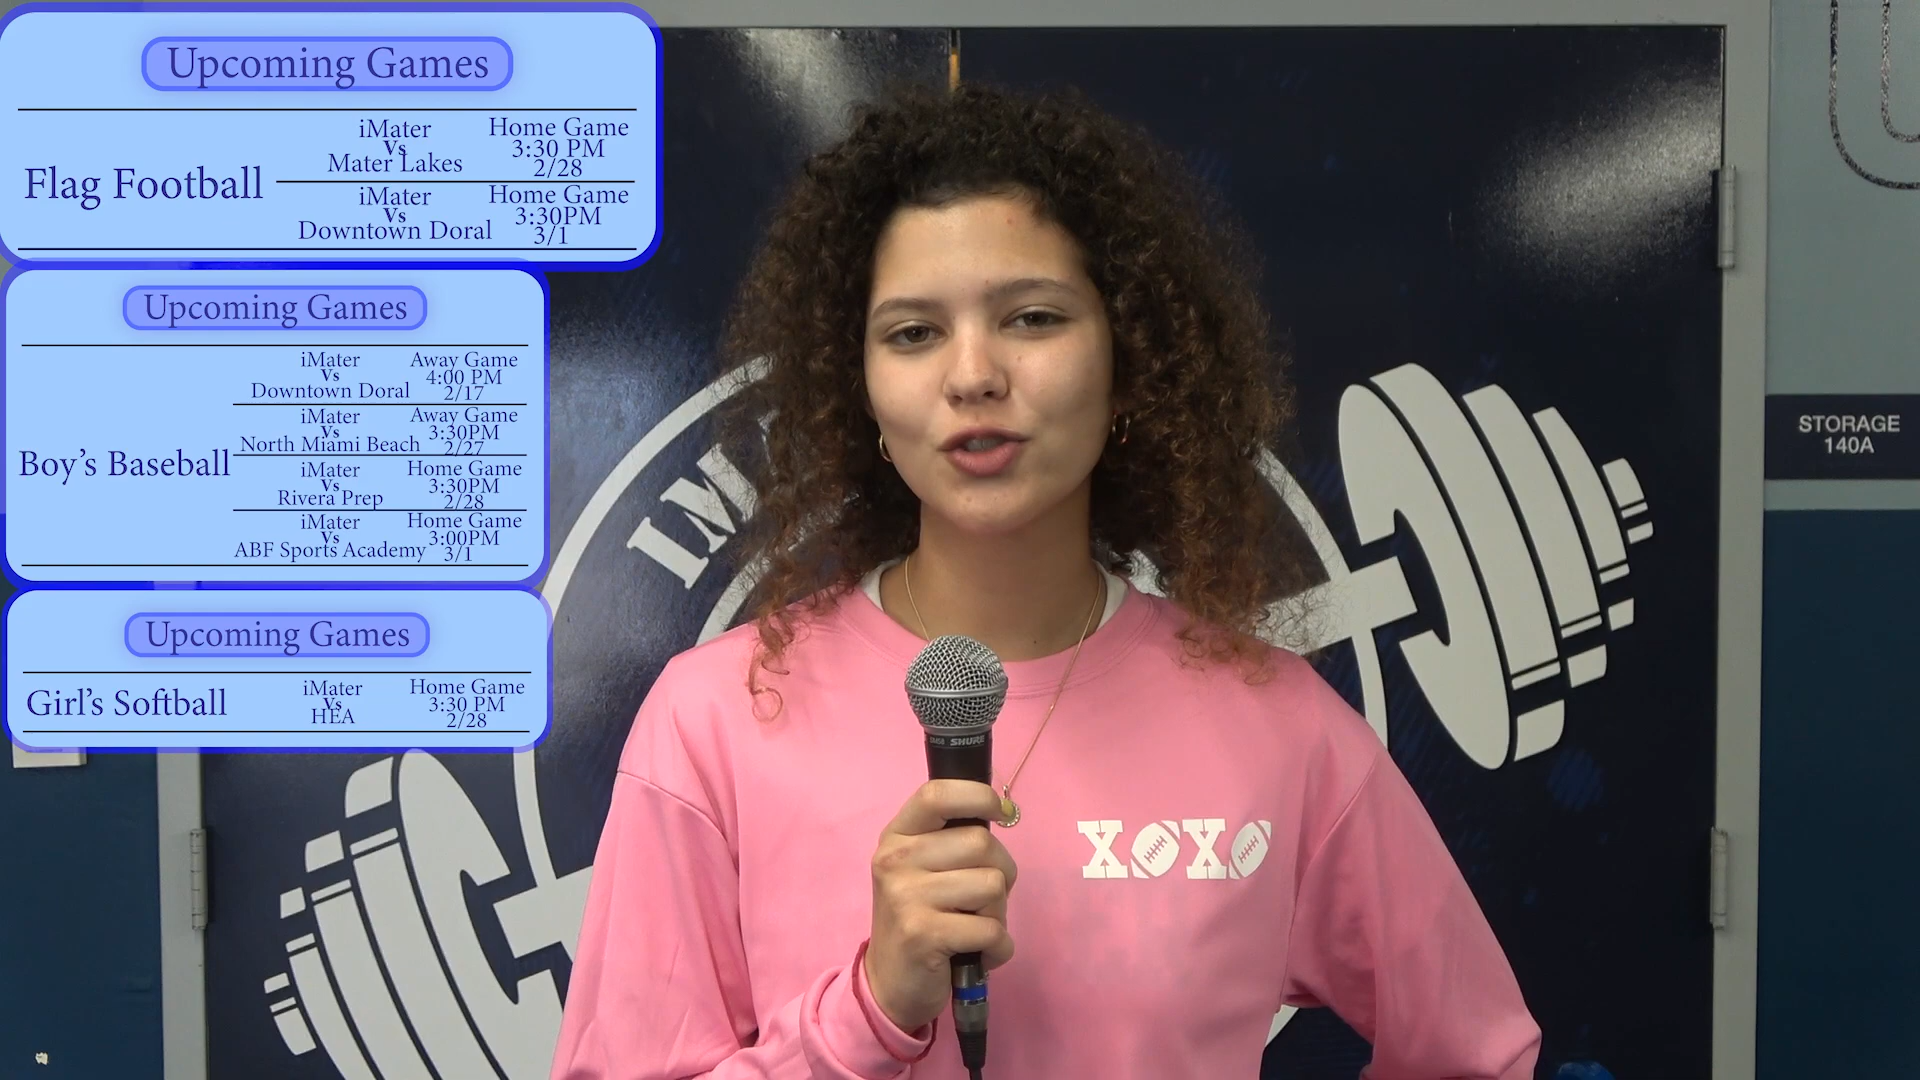 Upcoming Games
Flag Football
iMater
Vs
Mater Lakes
Home Game
3:30 PM
2/28
iMater
Vs
Downtown Doral
Home Game
3:30PM
3/1
Upcoming Games
Boy's Baseball
iMater
Vs
Downtown Doral
Away Game
4:00 PM
2/17
iMater
Vs
North Miami Beach
Away Game
3:30PM
2/27
iMater
Vs
Rivera Prep
Home Game
3:30PM
2/28
iMater
Vs
ABF Sports Academy
Home Game
3:00PM
3/1
Upcoming Games
Girl's Softball
iMater
Vs
HEA
Home Game
3:30 PM
2/28
IM
STORAGE
140A
SHURE
XOXO